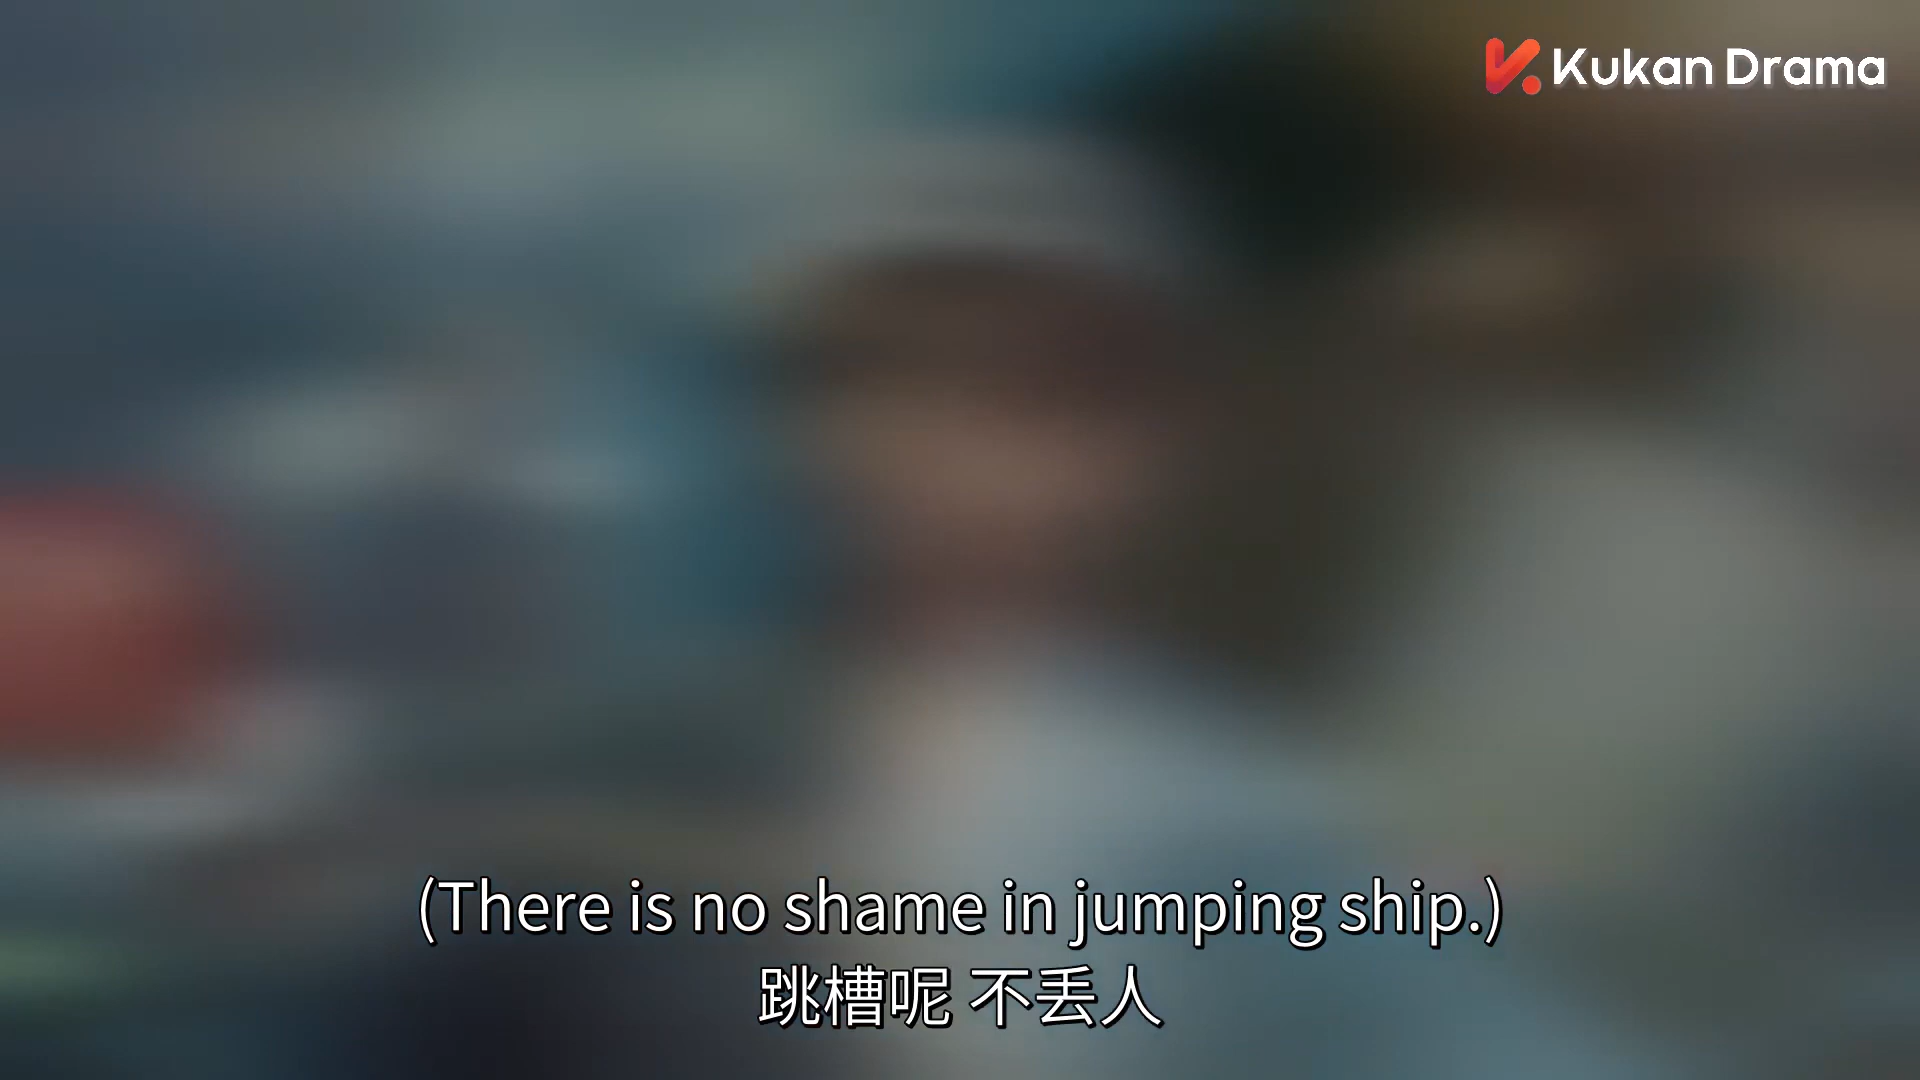 Kukan Drama
(There is no shame in jumping ship.)
跳槽呢 不丢人